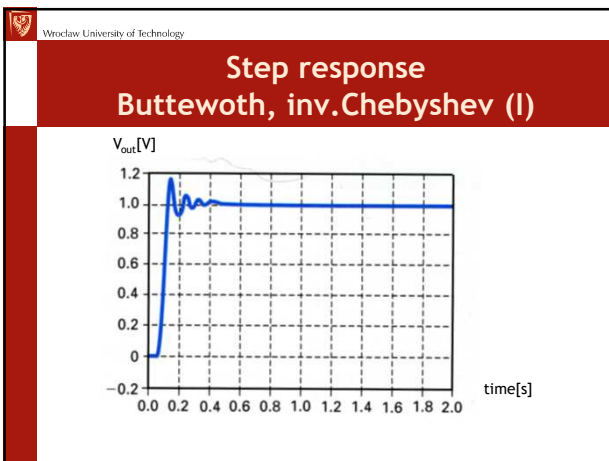 Wrocław University of Technology
Step response
Buttewoth, inv.Chebyshev (I)
Vout[V]
1.2
1.0
0.8
0.6
0.4
0.2
0
−0.2
time[s]
0.0 0.2 0.4 0.6 0.8 1.0 1.2 1.4 1.6 1.8 2.0